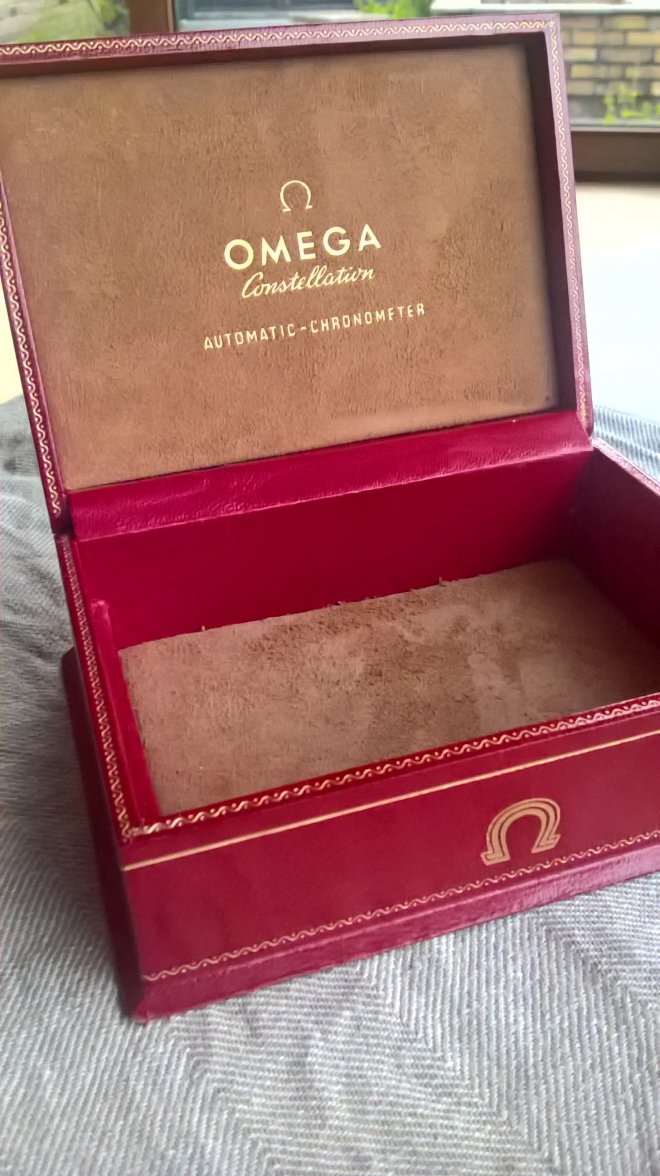 Ω
OMEGA
Constellation
AUTOMATIC-CHRONOMETER